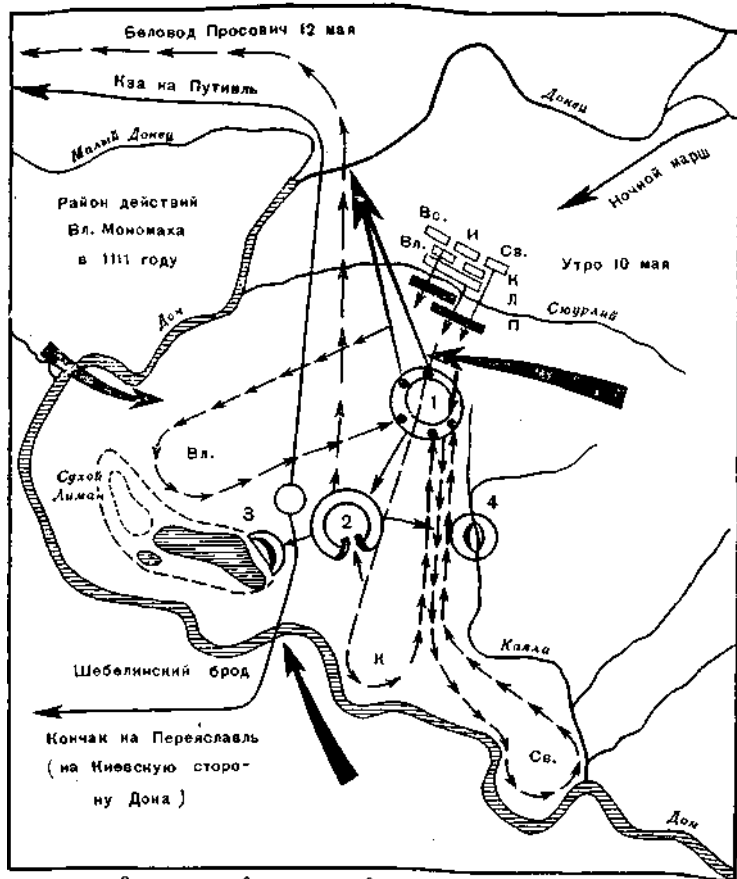 Беловод Просович 12 мая
Кза на Путивль
Донец
Малый Донец
Ночной марш
Район действий
Вл. Мономаха
в 1111 году
Вс.
И
Вл.
Св.
К
Л
П
Утро 10 мая
Сюурлий
Дон
1
Вл.
Сухой
Лиман
3
2
4
К
Каяла
Шебелинский брод
Св.
Кончак на Переяславль
(на Киевскую сторо-
ну Дона)
Дон